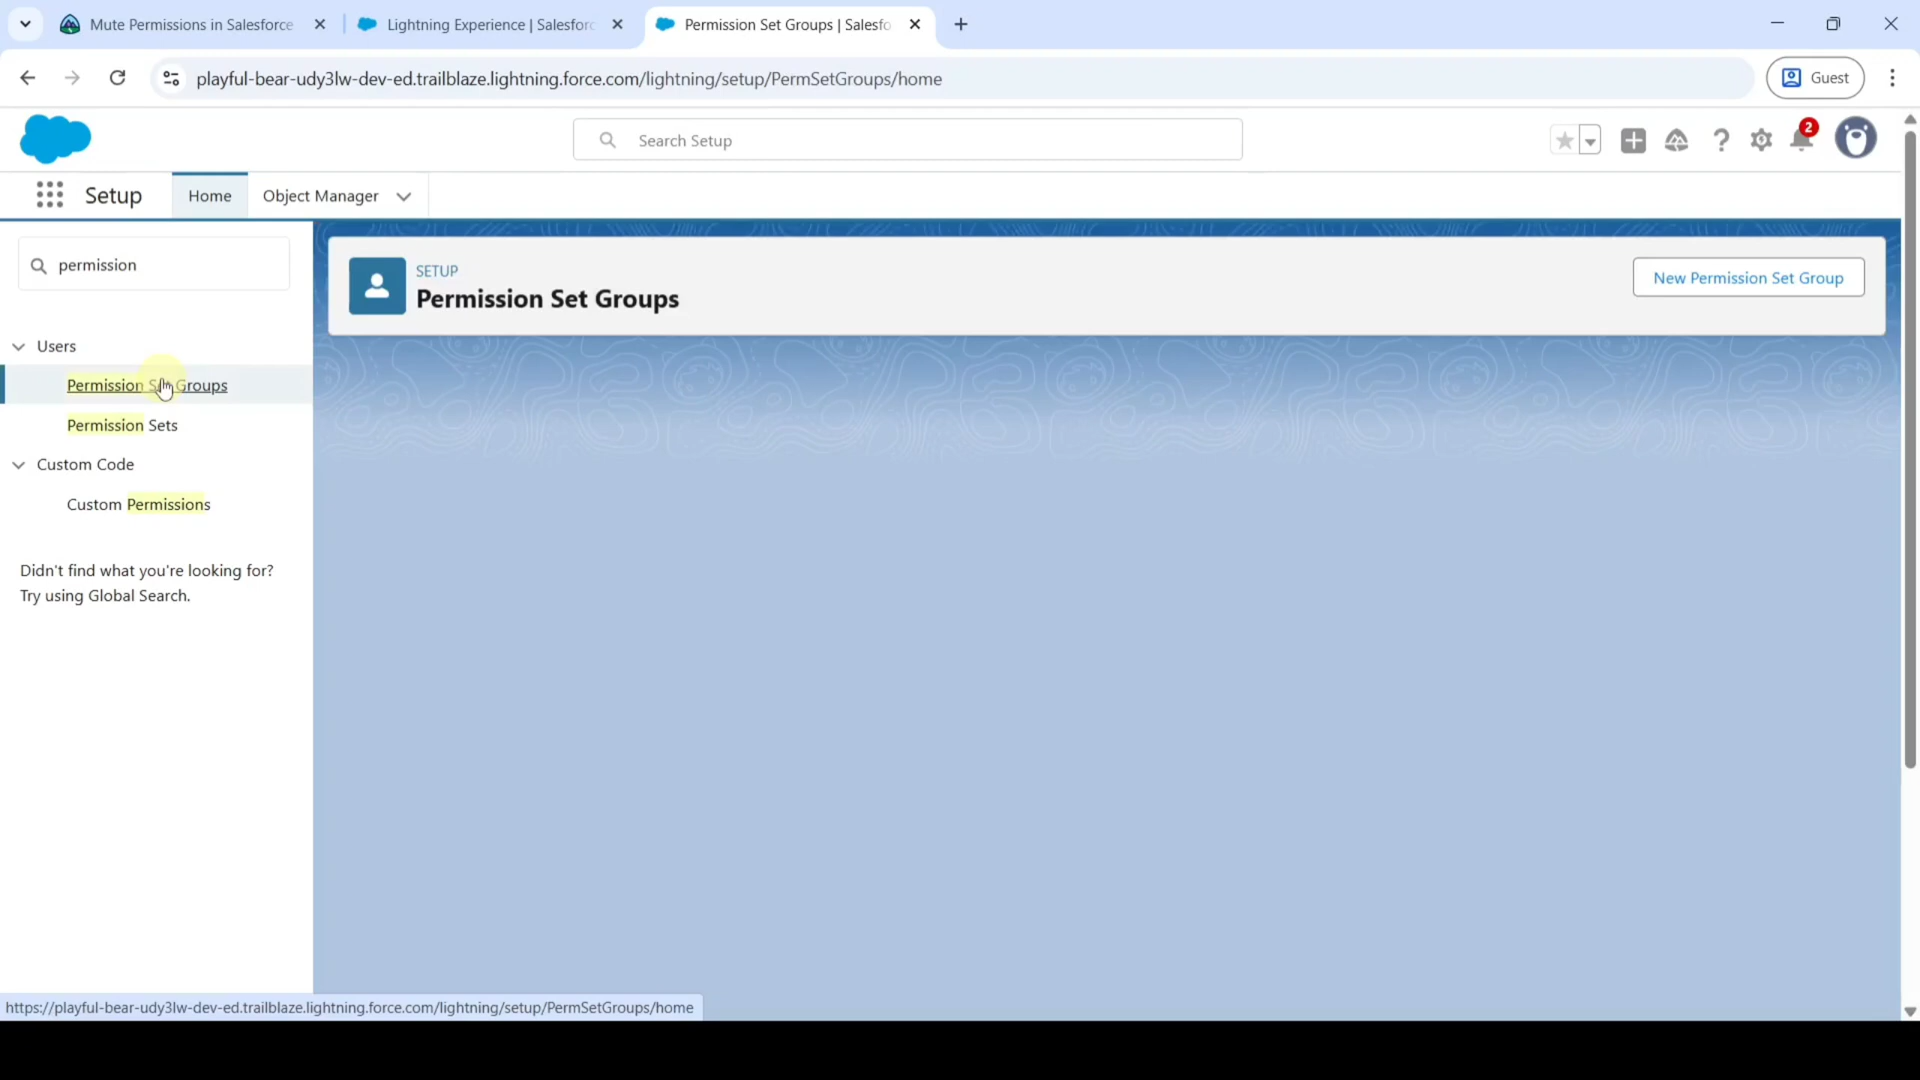 Mute Permissions in Salesforce
Lightning Experience | Salesforc
Permission Set Groups | Salesfo
playful-bear-udy3lw-dev-ed.trailblaze.lightning.force.com/lightning/setup/PermSetGroups/home
Guest
Search Setup
2
Setup
Home
Object Manager
permission
SETUP
Permission Set Groups
New Permission Set Group
Users
Permission Set Groups
Permission Sets
Custom Code
Custom Permissions
Didn't find what you're looking for?
Try using Global Search.
https://playful-bear-udy3lw-dev-ed.trailblaze.lightning.force.com/lightning/setup/PermSetGroups/home